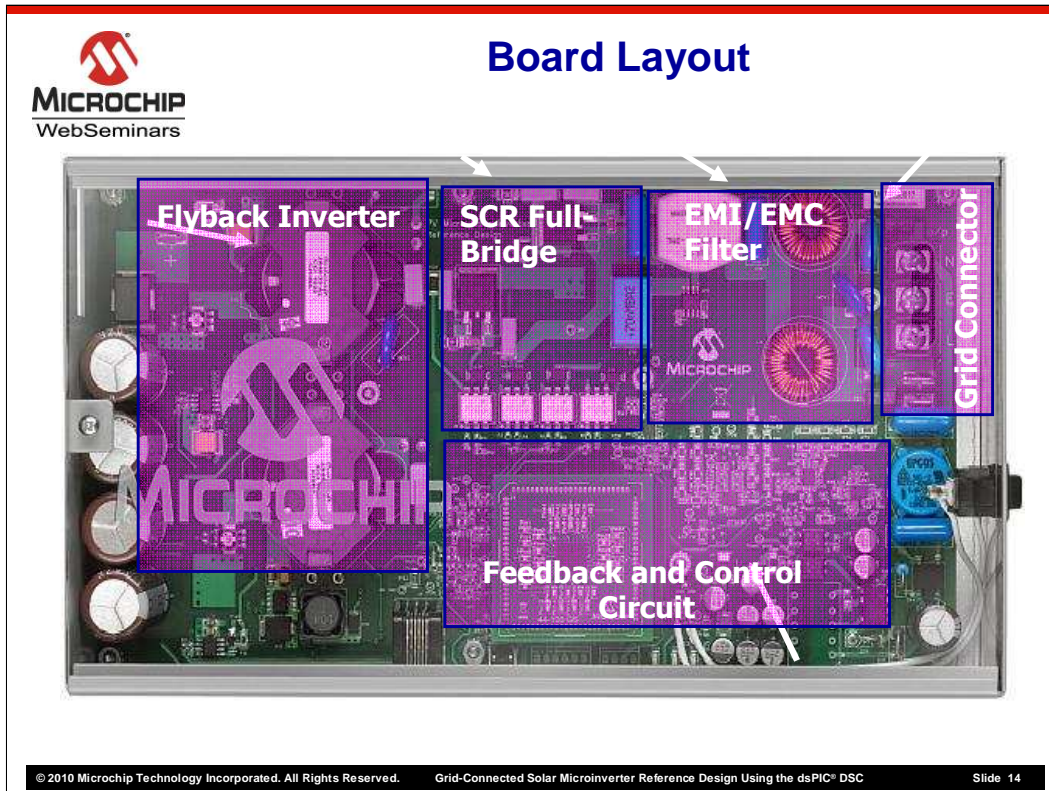 Board Layout
MICROCHIP
WebSeminars
Flyback Inverter
SCR Full-
Bridge
EMI/EMC
Filter
Grid Connector
MICROCHIP
MICROCHIP
Feedback and Control
Circuit
© 2010 Microchip Technology Incorporated. All Rights Reserved.
Grid-Connected Solar Microinverter Reference Design Using the dsPIC® DSC
Slide 14